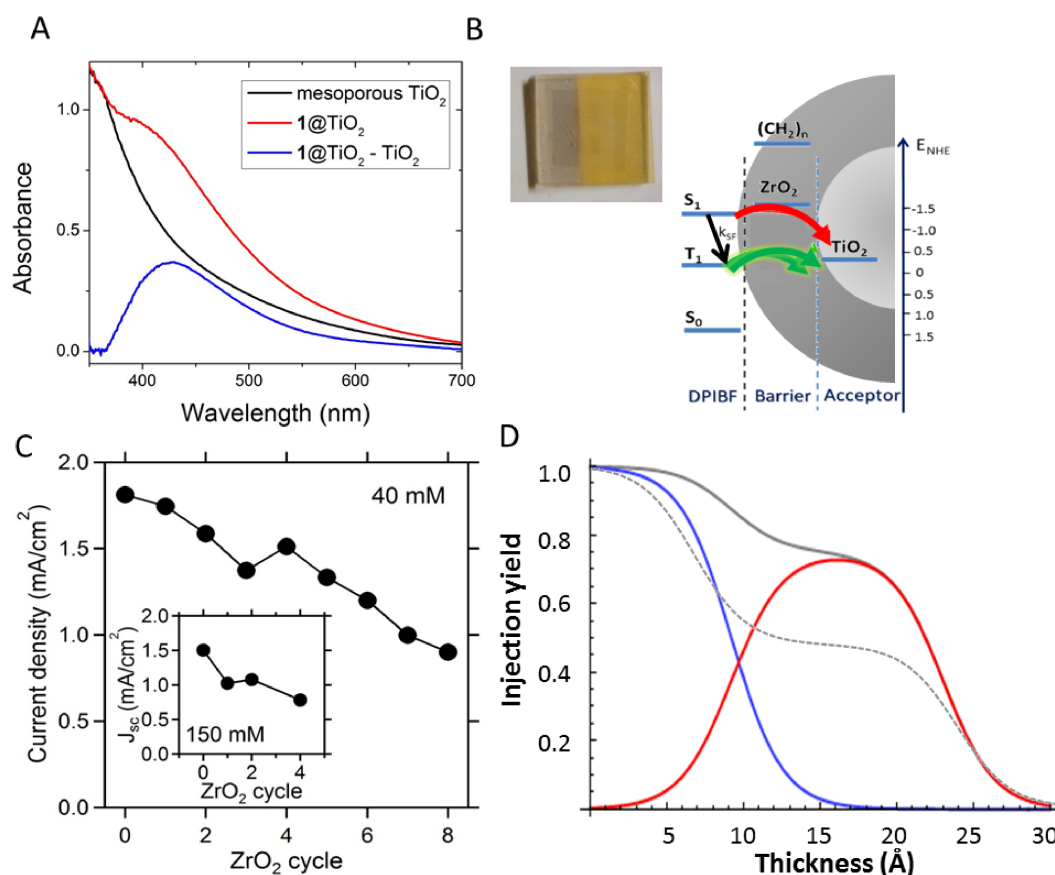 A
Absorbance
1.0
0.5
0.0
mesoporous TiO₂
1@TiO₂
1@TiO₂ - TiO₂
400
500
600
700
Wavelength (nm)
B
(CH₂)ₙ
ZrO₂
S₁
kSF
T₁
S₀
TiO₂
E_NHE
-1.5
-1.0
0.5
0
0.5
1.0
1.5
DPIBF
Barrier
Acceptor
C
Current density (mA/cm²)
2.0
1.5
1.0
0.5
0.0
40 mM
J_sc (mA/cm²)
2.0
1.5
1.0
0.5
0.0
150 mM
0
2
4
ZrO₂ cycle
0
2
4
6
8
ZrO₂ cycle
D
Injection yield
1.0
0.8
0.6
0.4
0.2
5
10
15
20
25
30
Thickness (Å)